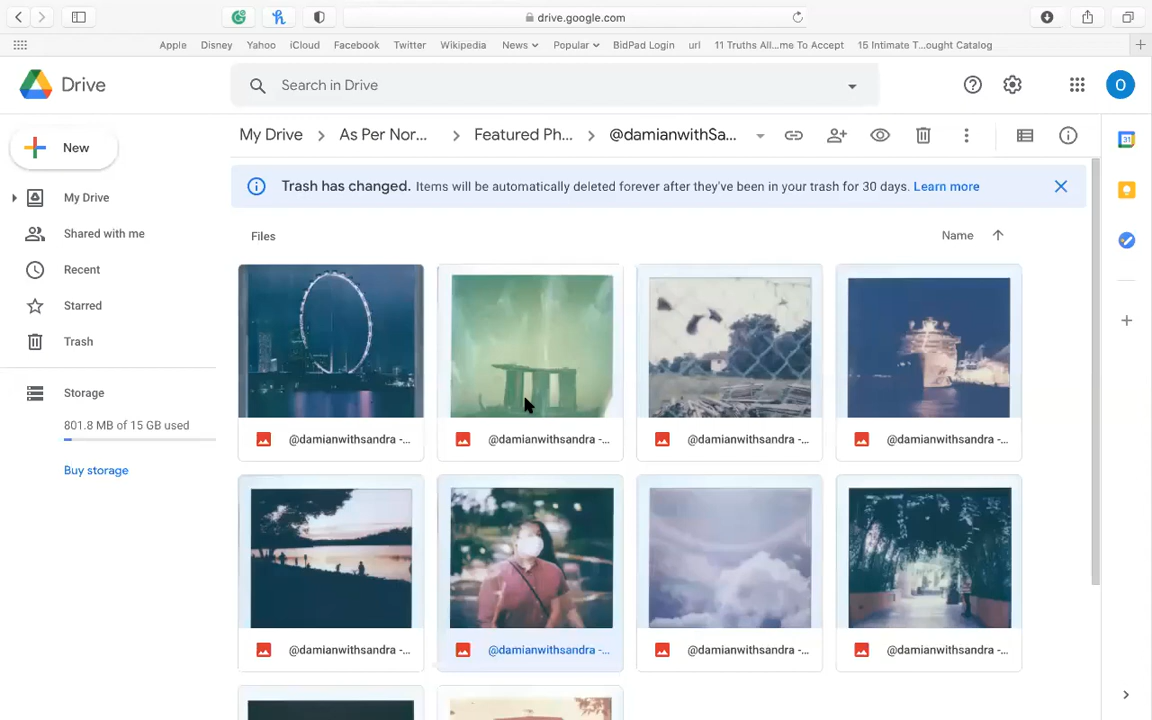 drive.google.com
Apple Disney Yahoo iCloud Facebook Twitter Wikipedia News Popular BidPad Login url 11 Truths All...me To Accept 15 Intimate T...ought Catalog
Drive
Search in Drive
O
New
My Drive
Shared with me
Recent
Starred
Trash
Storage
801.8 MB of 15 GB used
Buy storage
My Drive > As Per Nor... > Featured Ph... > @damianwithSa...
Trash has changed. Items will be automatically deleted forever after they've been in your trash for 30 days. Learn more
Files Name
@damianwithsandra -... @damianwithsandra -... @damianwithsandra -... @damianwithsandra -...
@damianwithsandra -... @damianwithsandra -... @damianwithsandra -... @damianwithsandra -...